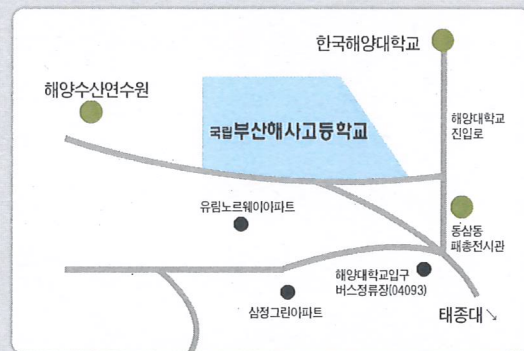 한국해양대학교
해양수산연수원
해양대학교
진입로
국립부산해사고등학교
유림노르웨이아파트
동삼동
패총전시관
해양대학교입구
버스정류장(04093)
삼정그린아파트
태종대↘